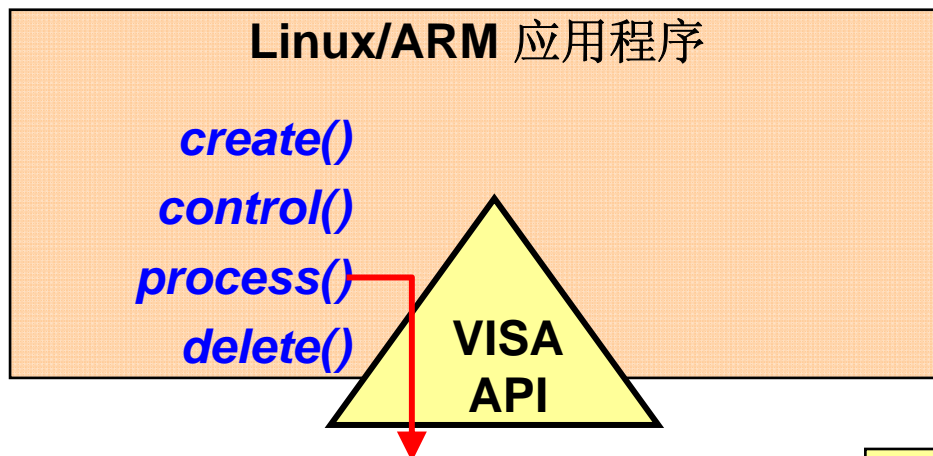 Linux/ARM 应用程序
create()
control()
process()
delete()
VISA
API